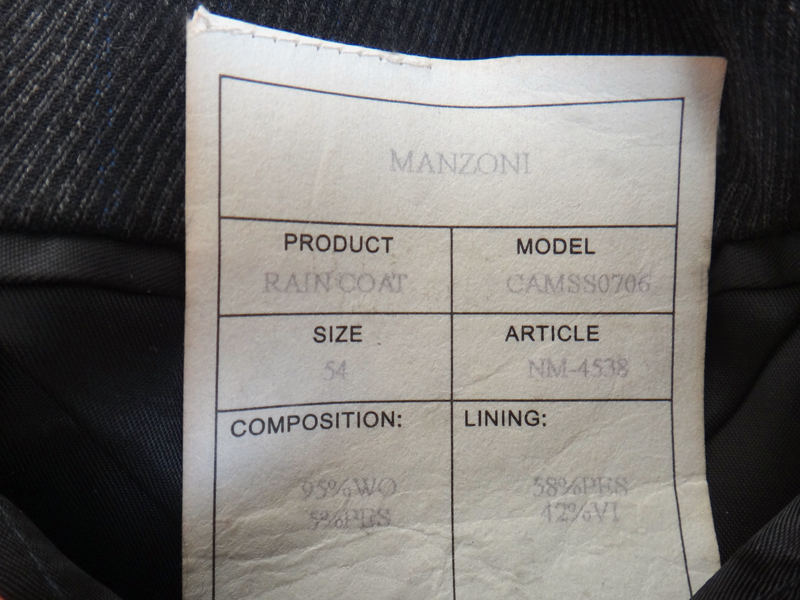 MANZONI
PRODUCT
RAIN COAT
MODEL
CAMSS0706
SIZE
54
ARTICLE
NM-4538
COMPOSITION:
95%WO
5%PES
LINING:
58%PES
42%VI